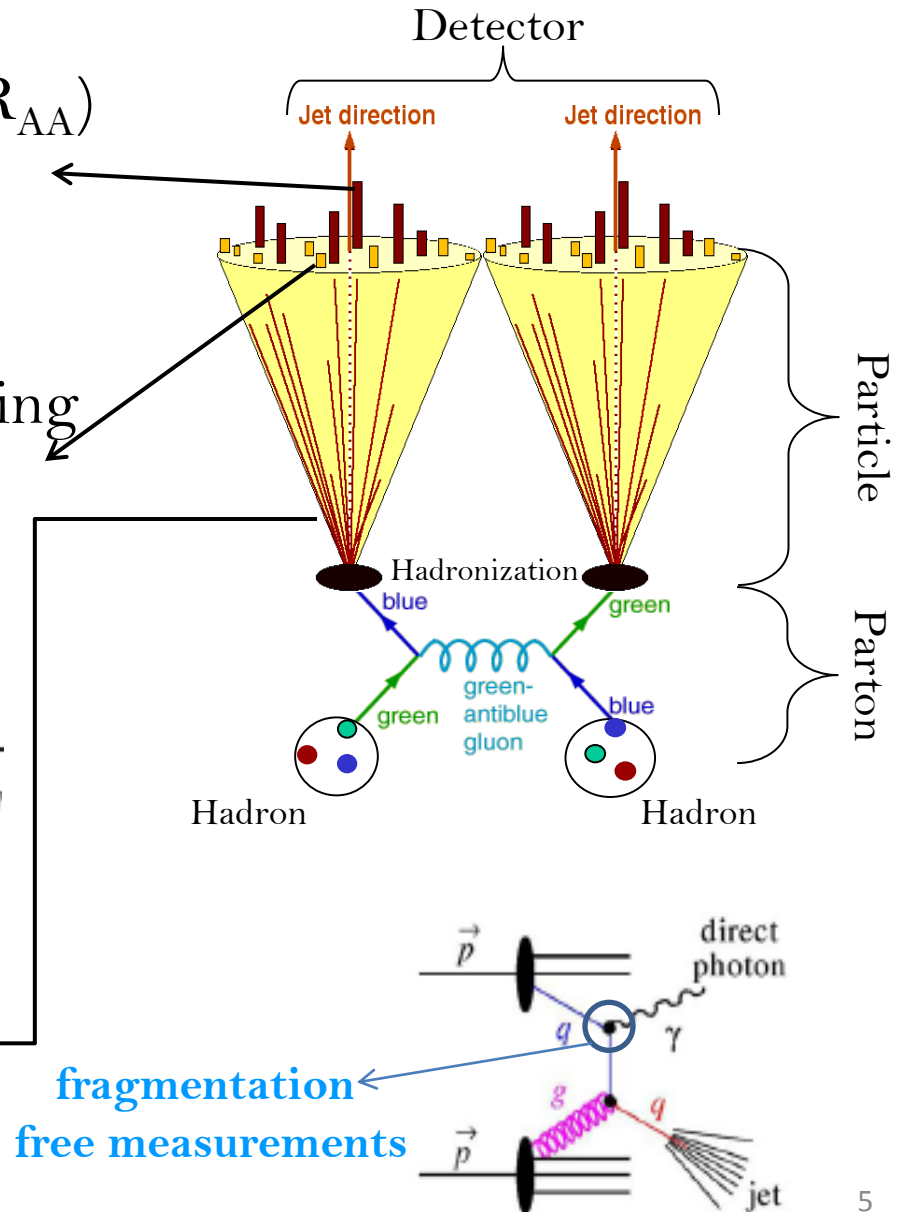 Detector
R_AA)
Jet direction
Jet direction
ing
Particle
Hadronization
blue
green
green-
antiblue
gluon
green
blue
Parton
Hadron
Hadron
p
direct
photon
q
γ
fragmentation
free measurements
g
q
p
jet
5